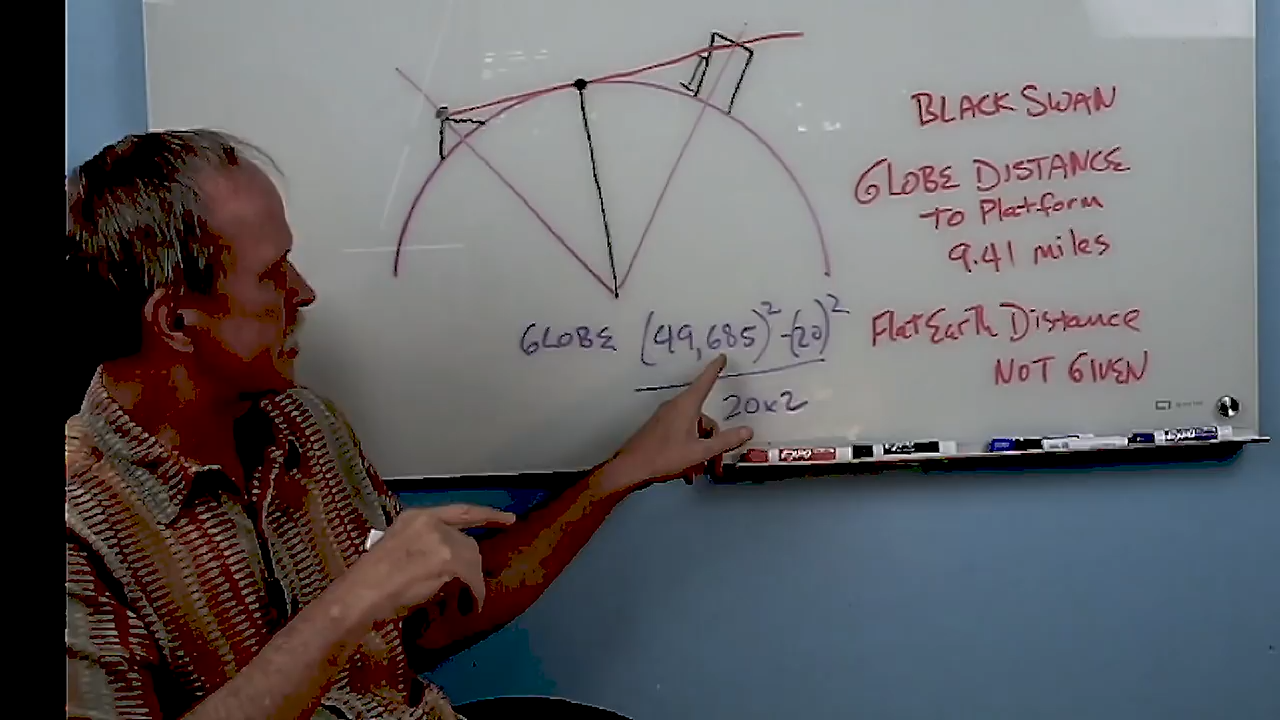 BLACK SWAN
GLOBE DISTANCE
to Platform
9.41 miles
GLOBE (49,685)² - (20)²
20x2
Flat Earth Distance
NOT GIVEN
EXPO